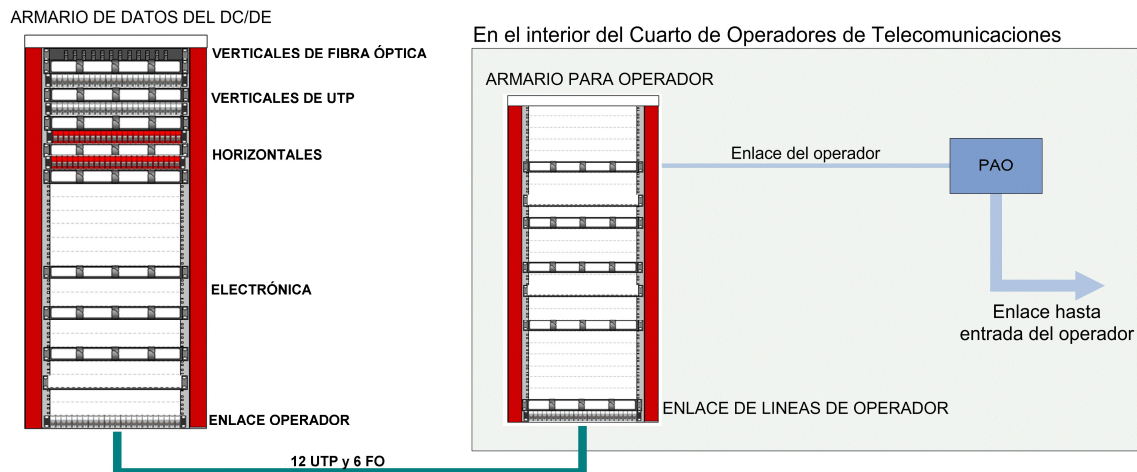 ARMARIO DE DATOS DEL DC/DE
VERTICALES DE FIBRA ÓPTICA
VERTICALES DE UTP
HORIZONTALES
ELECTRÓNICA
ENLACE OPERADOR
12 UTP y 6 FO
En el interior del Cuarto de Operadores de Telecomunicaciones
ARMARIO PARA OPERADOR
Enlace del operador
PAO
Enlace hasta
entrada del operador
ENLACE DE LINEAS DE OPERADOR